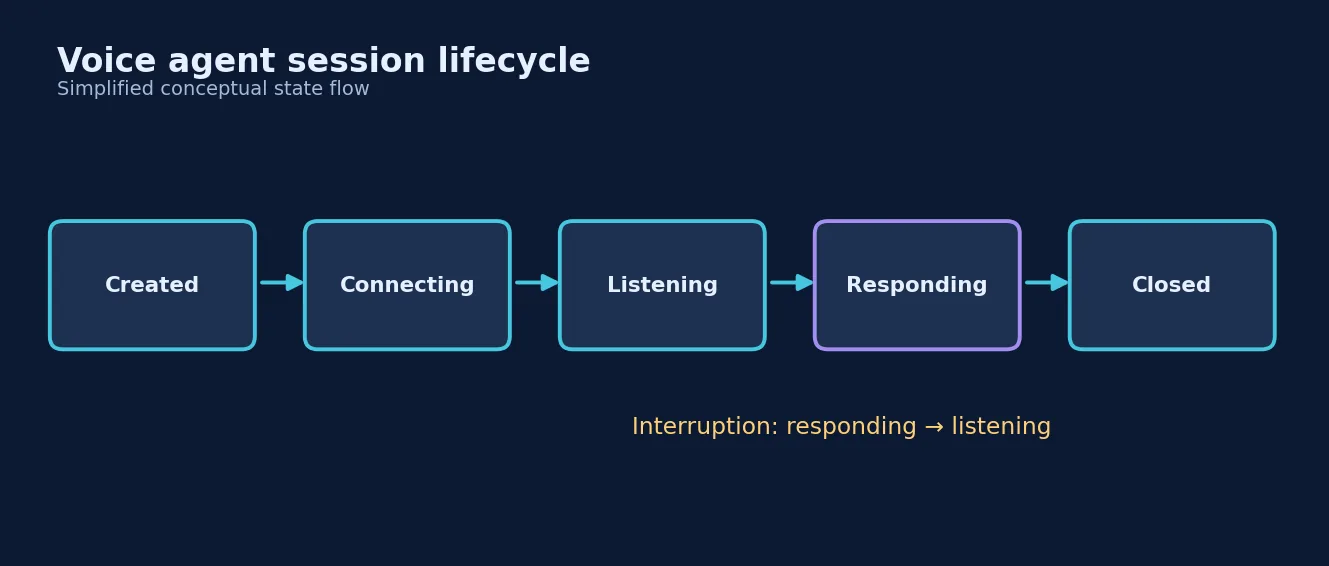 Voice agent session lifecycle
Simplified conceptual state flow
Created
Connecting
Listening
Responding
Closed
Interruption: responding → listening